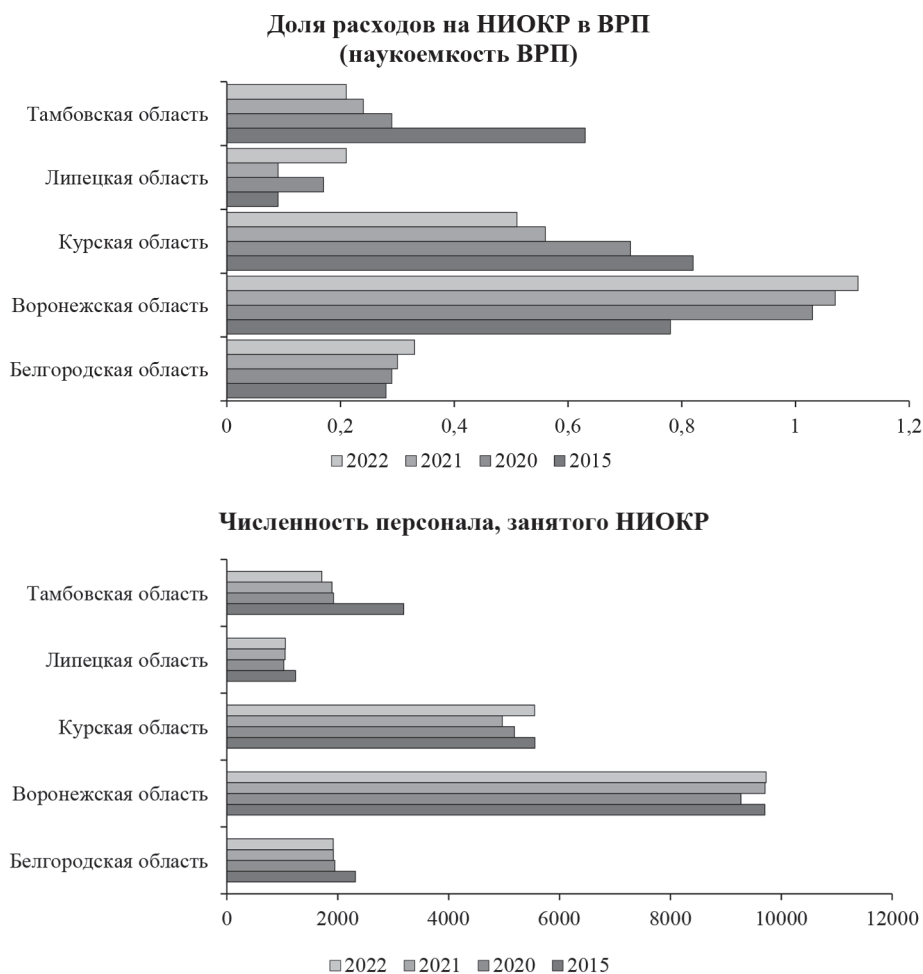 Доля расходов на НИОКР в ВРП
(наукоемкость ВРП)
Тамбовская область
Липецкая область
Курская область
Воронежская область
Белгородская область
0 0,2 0,4 0,6 0,8 1 1,2
2022 2021 2020 2015
Численность персонала, занятого НИОКР
Тамбовская область
Липецкая область
Курская область
Воронежская область
Белгородская область
0 2000 4000 6000 8000 10000 12000
2022 2021 2020 2015